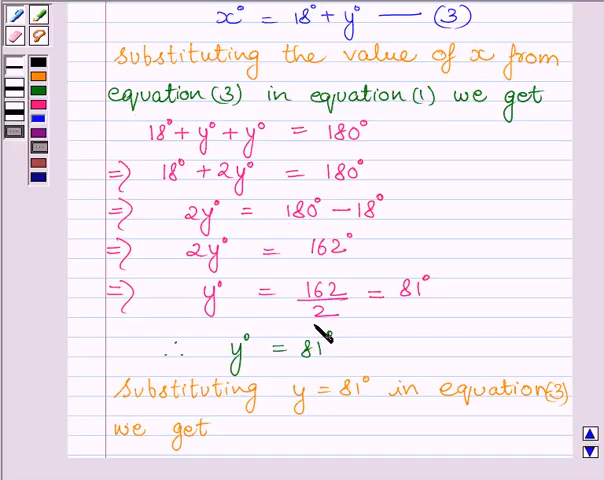 x° = 18° + y° — (3)
Substituting the value of x from
equation (3) in equation (1) we get
18° + y° + y° = 180°
⇒ 18° + 2y° = 180°
⇒ 2y° = 180° − 18°
⇒ 2y° = 162°
⇒ y° = 162/2 = 81°
∴ y° = 81°
Substituting y = 81° in equation (3)
we get